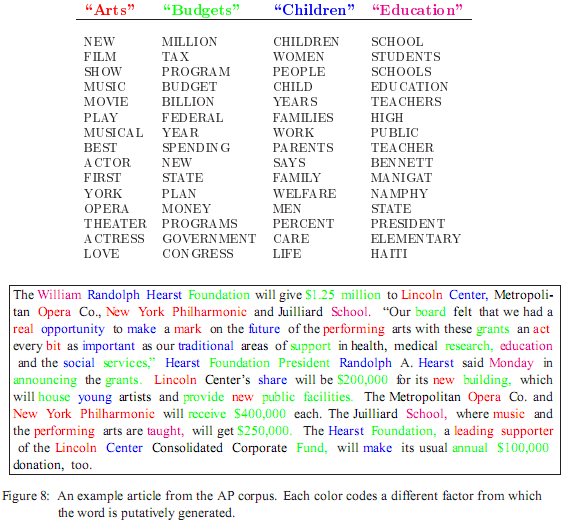 “Arts” “Budgets” “Children” “Education”
NEW MILLION CHILDREN SCHOOL
FILM TAX WOMEN STUDENTS
SHOW PROGRAM PEOPLE SCHOOLS
MUSIC BUDGET CHILD EDUCATION
MOVIE BILLION YEARS TEACHERS
PLAY FEDERAL FAMILIES HIGH
MUSICAL YEAR WORK PUBLIC
BEST SPENDING PARENTS TEACHER
ACTOR NEW SAYS BENNETT
FIRST STATE FAMILY MANIGAT
YORK PLAN WELFARE NAMPHY
OPERA MONEY MEN STATE
THEATER PROGRAMS PERCENT PRESIDENT
ACTRESS GOVERNMENT CARE ELEMENTARY
LOVE CONGRESS LIFE HAITI
The William Randolph Hearst Foundation will give $1.25 million to Lincoln Center, Metropoli-
tan Opera Co., New York Philharmonic and Juilliard School. “Our board felt that we had a
real opportunity to make a mark on the future of the performing arts with these grants an act
every bit as important as our traditional areas of support in health, medical research, education
and the social services,” Hearst Foundation President Randolph A. Hearst said Monday in
announcing the grants. Lincoln Center’s share will be $200,000 for its new building, which
will house young artists and provide new public facilities. The Metropolitan Opera Co. and
New York Philharmonic will receive $400,000 each. The Juilliard School, where music and
the performing arts are taught, will get $250,000. The Hearst Foundation, a leading supporter
of the Lincoln Center Consolidated Corporate Fund, will make its usual annual $100,000
donation, too.
Figure 8: An example article from the AP corpus. Each color codes a different factor from which
the word is putatively generated.